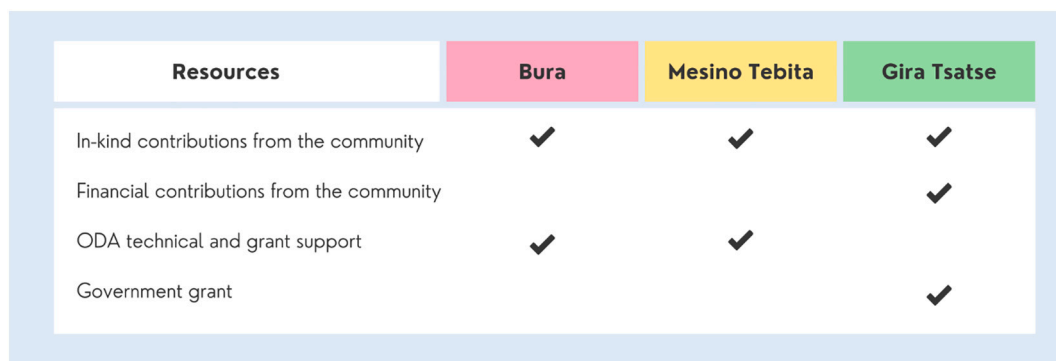 Resources Bura Mesino Tebita Gira Tsatse
In-kind contributions from the community ✔ ✔ ✔
Financial contributions from the community ✔
ODA technical and grant support ✔ ✔
Government grant ✔